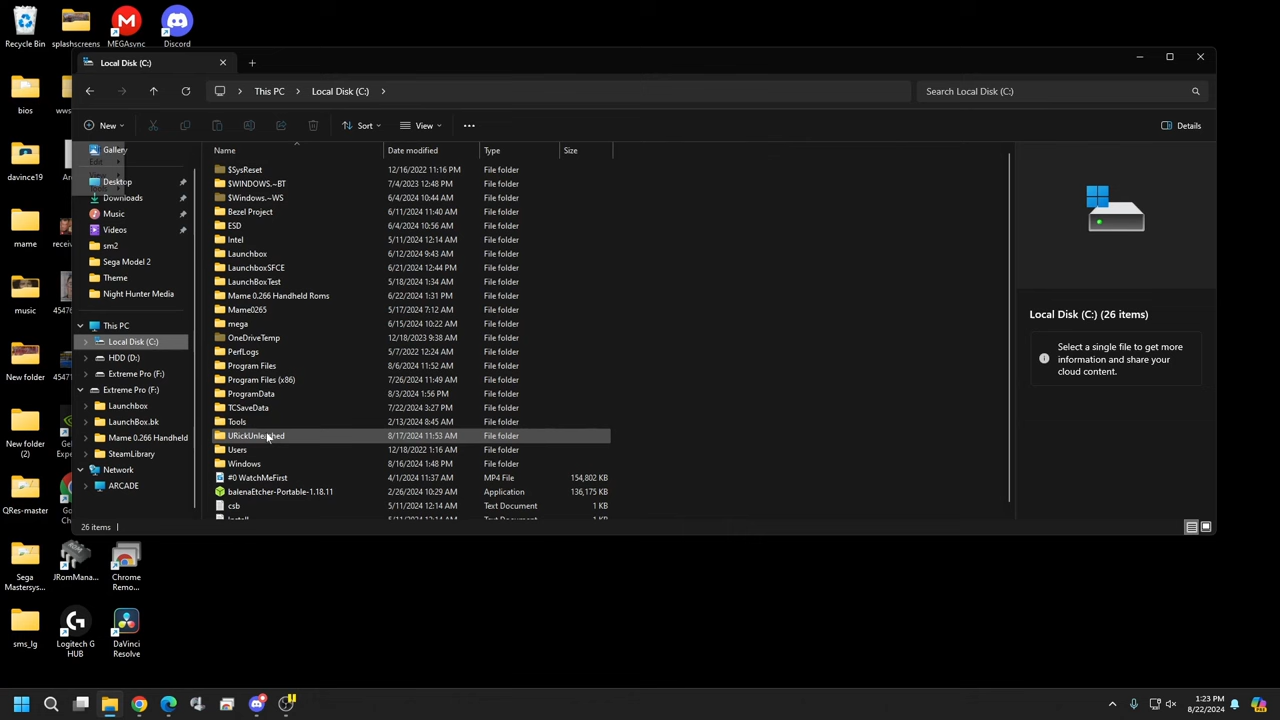 Recycle Bin
splashscreens
MEGAsync
Discord
Local Disk (C:)
This PC
Local Disk (C:)
Search Local Disk (C:)
New
Sort
View
Details
bios
davince19
mame
music
New folder
New folder (2)
QRes-master
Sega Mastersys...
JRomMana...
Chrome Remo...
sms_lg
Logitech G HUB
DaVinci Resolve
Gallery
Edit
View
Desktop
Downloads
Music
Videos
sm2
Sega Model 2
Theme
Night Hunter Media
This PC
Local Disk (C:)
HDD (D:)
Extreme Pro (F:)
Extreme Pro (F:)
Launchbox
LaunchBox.bk
Mame 0.266 Handheld
SteamLibrary
Network
ARCADE
Name Date modified Type Size
$SysReset 12/16/2022 11:16 PM File folder
$WINDOWS.~BT 7/4/2023 12:48 PM File folder
$Windows.~WS 6/4/2024 10:44 AM File folder
Bezel Project 6/11/2024 11:40 AM File folder
ESD 6/4/2024 10:56 AM File folder
Intel 5/11/2024 12:14 AM File folder
Launchbox 6/12/2024 9:43 AM File folder
LaunchboxSFCE 6/21/2024 12:44 PM File folder
LaunchBoxTest 5/18/2024 1:34 AM File folder
Mame 0.266 Handheld Roms 6/22/2024 1:31 PM File folder
Mame0265 5/17/2024 7:12 AM File folder
mega 6/15/2024 10:22 AM File folder
OneDriveTemp 12/18/2023 9:38 AM File folder
PerfLogs 5/7/2022 12:24 AM File folder
Program Files 8/6/2024 11:52 AM File folder
Program Files (x86) 7/26/2024 11:49 AM File folder
ProgramData 8/3/2024 1:56 PM File folder
TCSaveData 7/22/2024 3:27 PM File folder
Tools 2/13/2024 8:45 AM File folder
URickUnleashed 8/17/2024 11:53 AM File folder
Users 12/18/2022 1:16 AM File folder
Windows 8/16/2024 1:48 PM File folder
#0 WatchMeFirst 4/1/2024 11:37 AM MP4 File 154,802 KB
balenaEtcher-Portable-1.18.11 2/26/2024 10:29 AM Application 136,175 KB
csb 5/11/2024 12:14 AM Text Document 1 KB
Install 5/11/2024 12:14 AM Text Document 1 KB
Local Disk (C:) (26 items)
Select a single file to get more information and share your cloud content.
26 items
1:23 PM
8/22/2024